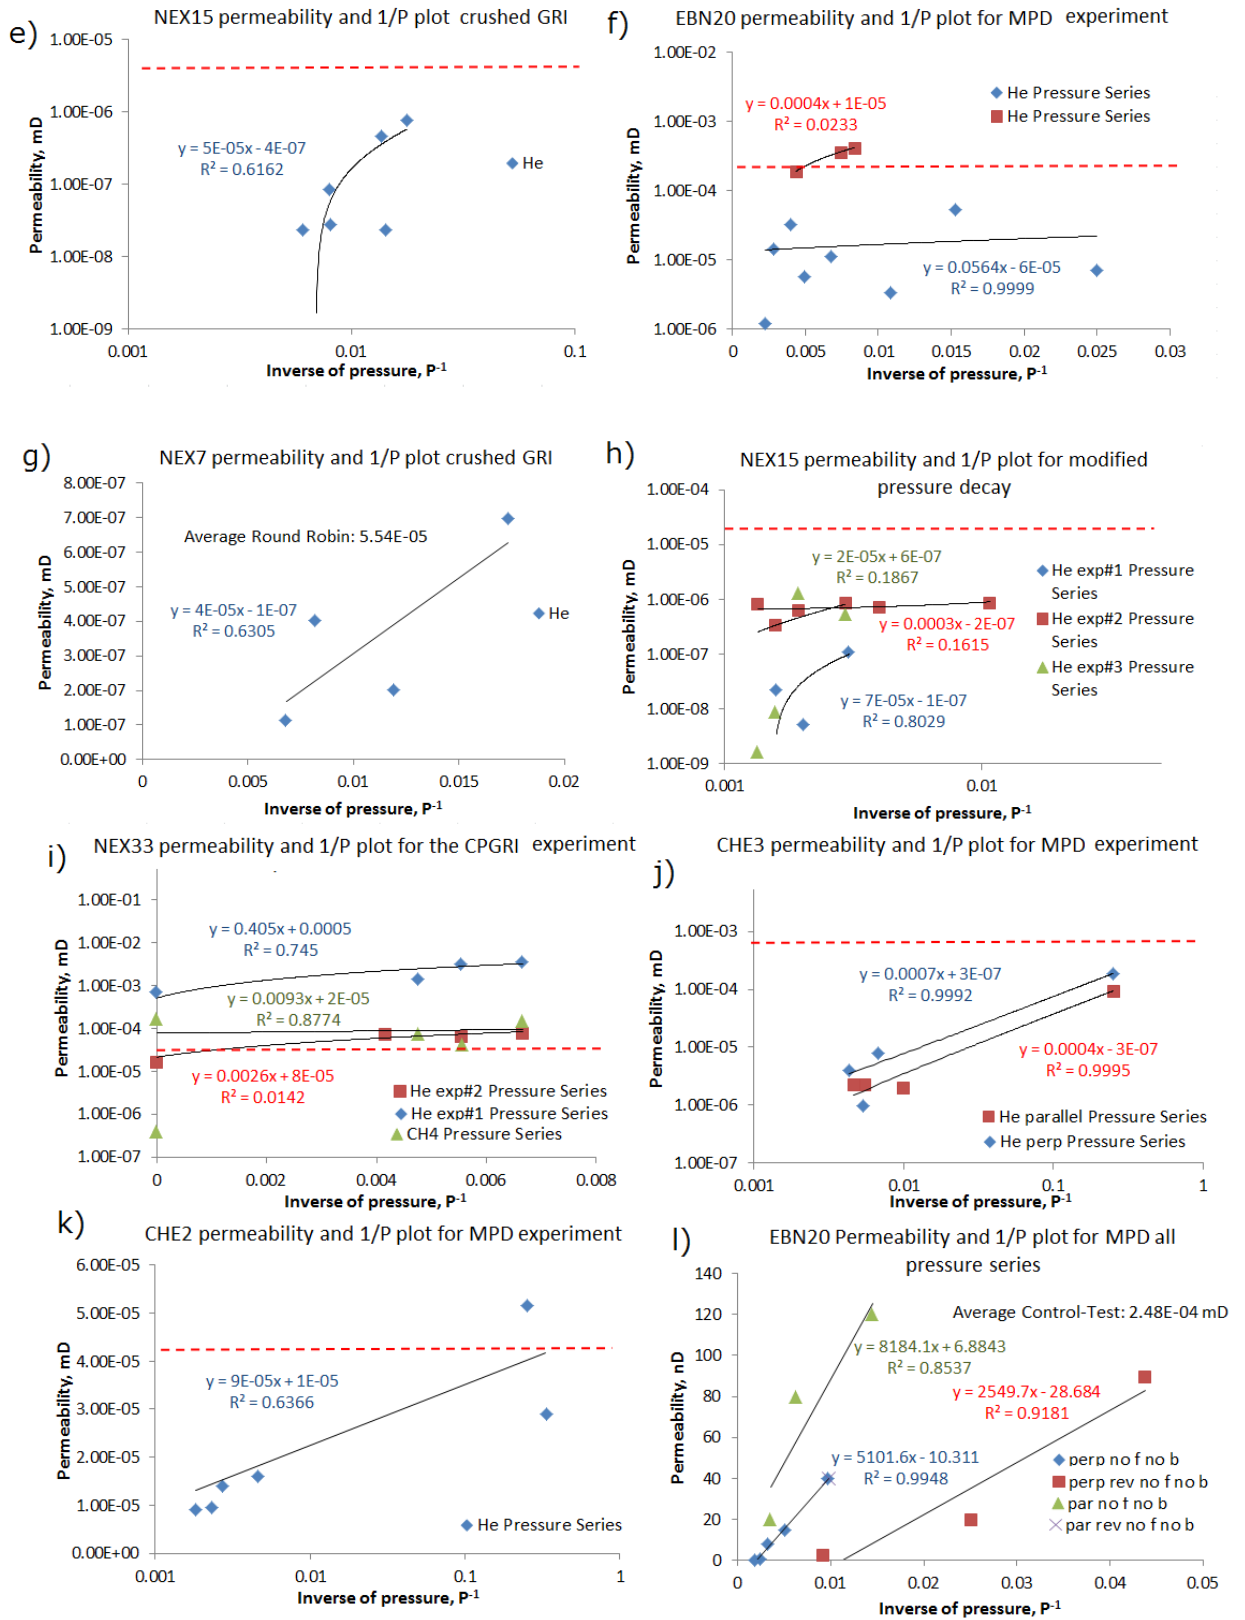 e)
NEX15 permeability and 1/P plot crushed GRI
1.00E-05
1.00E-06
1.00E-07
1.00E-08
1.00E-09
Permeability, mD
y = 5E-05x - 4E-07
R² = 0.6162
He
0.001
0.01
0.1
Inverse of pressure, P⁻¹
f)
EBN20 permeability and 1/P plot for MPD experiment
1.00E-02
1.00E-03
1.00E-04
1.00E-05
1.00E-06
Permeability, mD
y = 0.0004x + 1E-05
R² = 0.0233
He Pressure Series
He Pressure Series
y = 0.0564x - 6E-05
R² = 0.9999
0
0.005
0.01
0.015
0.02
0.025
0.03
Inverse of pressure, P⁻¹
g)
NEX7 permeability and 1/P plot crushed GRI
8.00E-07
7.00E-07
6.00E-07
5.00E-07
4.00E-07
3.00E-07
2.00E-07
1.00E-07
0.00E+00
Permeability, mD
Average Round Robin: 5.54E-05
y = 4E-05x - 1E-07
R² = 0.6305
He
0
0.005
0.01
0.015
0.02
Inverse of pressure, P⁻¹
h)
NEX15 permeability and 1/P plot for modified
pressure decay
1.00E-04
1.00E-05
1.00E-06
1.00E-07
1.00E-08
1.00E-09
Permeability, mD
y = 2E-05x + 6E-07
R² = 0.1867
y = 0.0003x - 2E-07
R² = 0.1615
y = 7E-05x - 1E-07
R² = 0.8029
He exp#1 Pressure
Series
He exp#2 Pressure
Series
He exp#3 Pressure
Series
0.001
0.01
Inverse of pressure, P⁻¹
i)
NEX33 permeability and 1/P plot for the CPGRI experiment
1.00E-01
1.00E-02
1.00E-03
1.00E-04
1.00E-05
1.00E-06
1.00E-07
Permeability, mD
y = 0.405x + 0.0005
R² = 0.745
y = 0.0093x + 2E-05
R² = 0.8774
y = 0.0026x + 8E-05
R² = 0.0142
He exp#2 Pressure Series
He exp#1 Pressure Series
CH4 Pressure Series
0
0.002
0.004
0.006
0.008
Inverse of pressure, P⁻¹
j)
CHE3 permeability and 1/P plot for MPD experiment
1.00E-03
1.00E-04
1.00E-05
1.00E-06
1.00E-07
Permeability, mD
y = 0.0007x + 3E-07
R² = 0.9992
y = 0.0004x - 3E-07
R² = 0.9995
He parallel Pressure Series
He perp Pressure Series
0.001
0.01
0.1
1
Inverse of pressure, P⁻¹
k)
CHE2 permeability and 1/P plot for MPD experiment
6.00E-05
5.00E-05
4.00E-05
3.00E-05
2.00E-05
1.00E-05
0.00E+00
Permeability, mD
y = 9E-05x + 1E-05
R² = 0.6366
He Pressure Series
0.001
0.01
0.1
1
Inverse of pressure, P⁻¹
l)
EBN20 Permeability and 1/P plot for MPD all
pressure series
140
120
100
80
60
40
20
0
Permeability, nD
Average Control-Test: 2.48E-04 mD
y = 8184.1x + 6.8843
R² = 0.8537
y = 2549.7x - 28.684
R² = 0.9181
y = 5101.6x - 10.311
R² = 0.9948
perp no f no b
perp rev no f no b
par no f no b
par rev no f no b
0
0.01
0.02
0.03
0.04
0.05
Inverse of pressure, P⁻¹